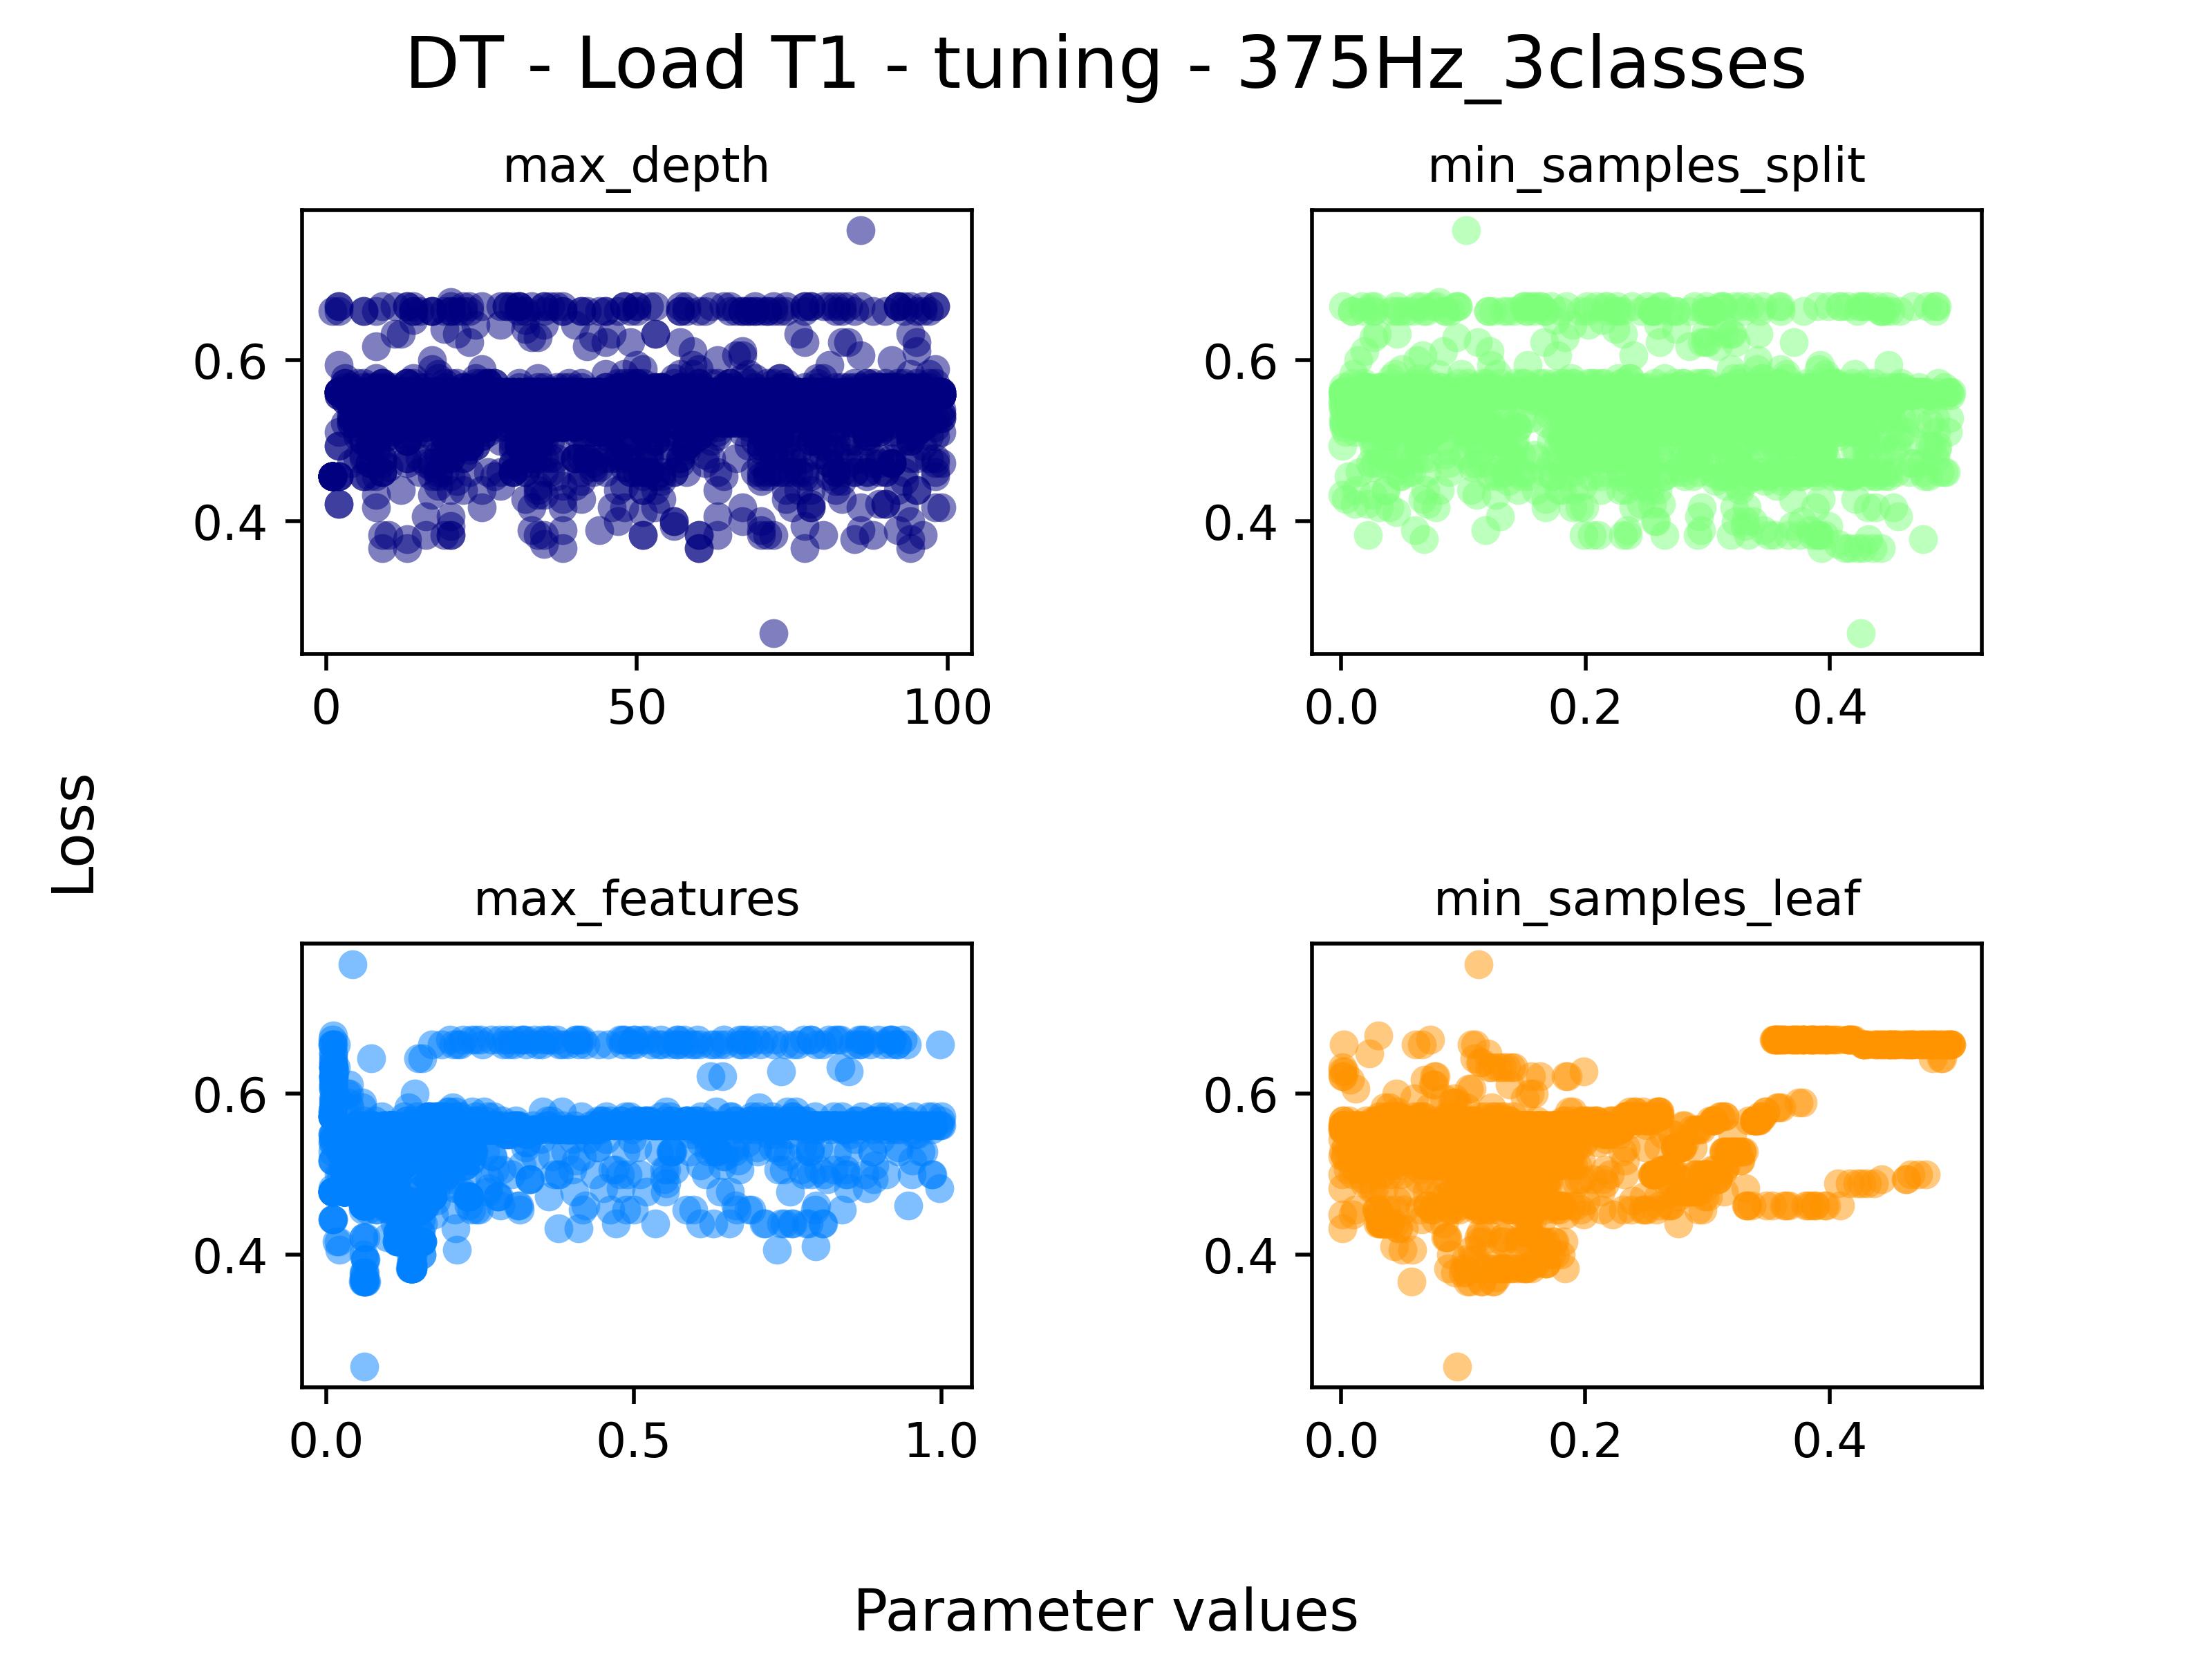 DT - Load T1 - tuning - 375Hz_3classes
max_depth
0.6
0.4
0 50 100
min_samples_split
0.6
0.4
0.0 0.2 0.4
Loss
max_features
0.6
0.4
0.0 0.5 1.0
min_samples_leaf
0.6
0.4
0.0 0.2 0.4
Parameter values